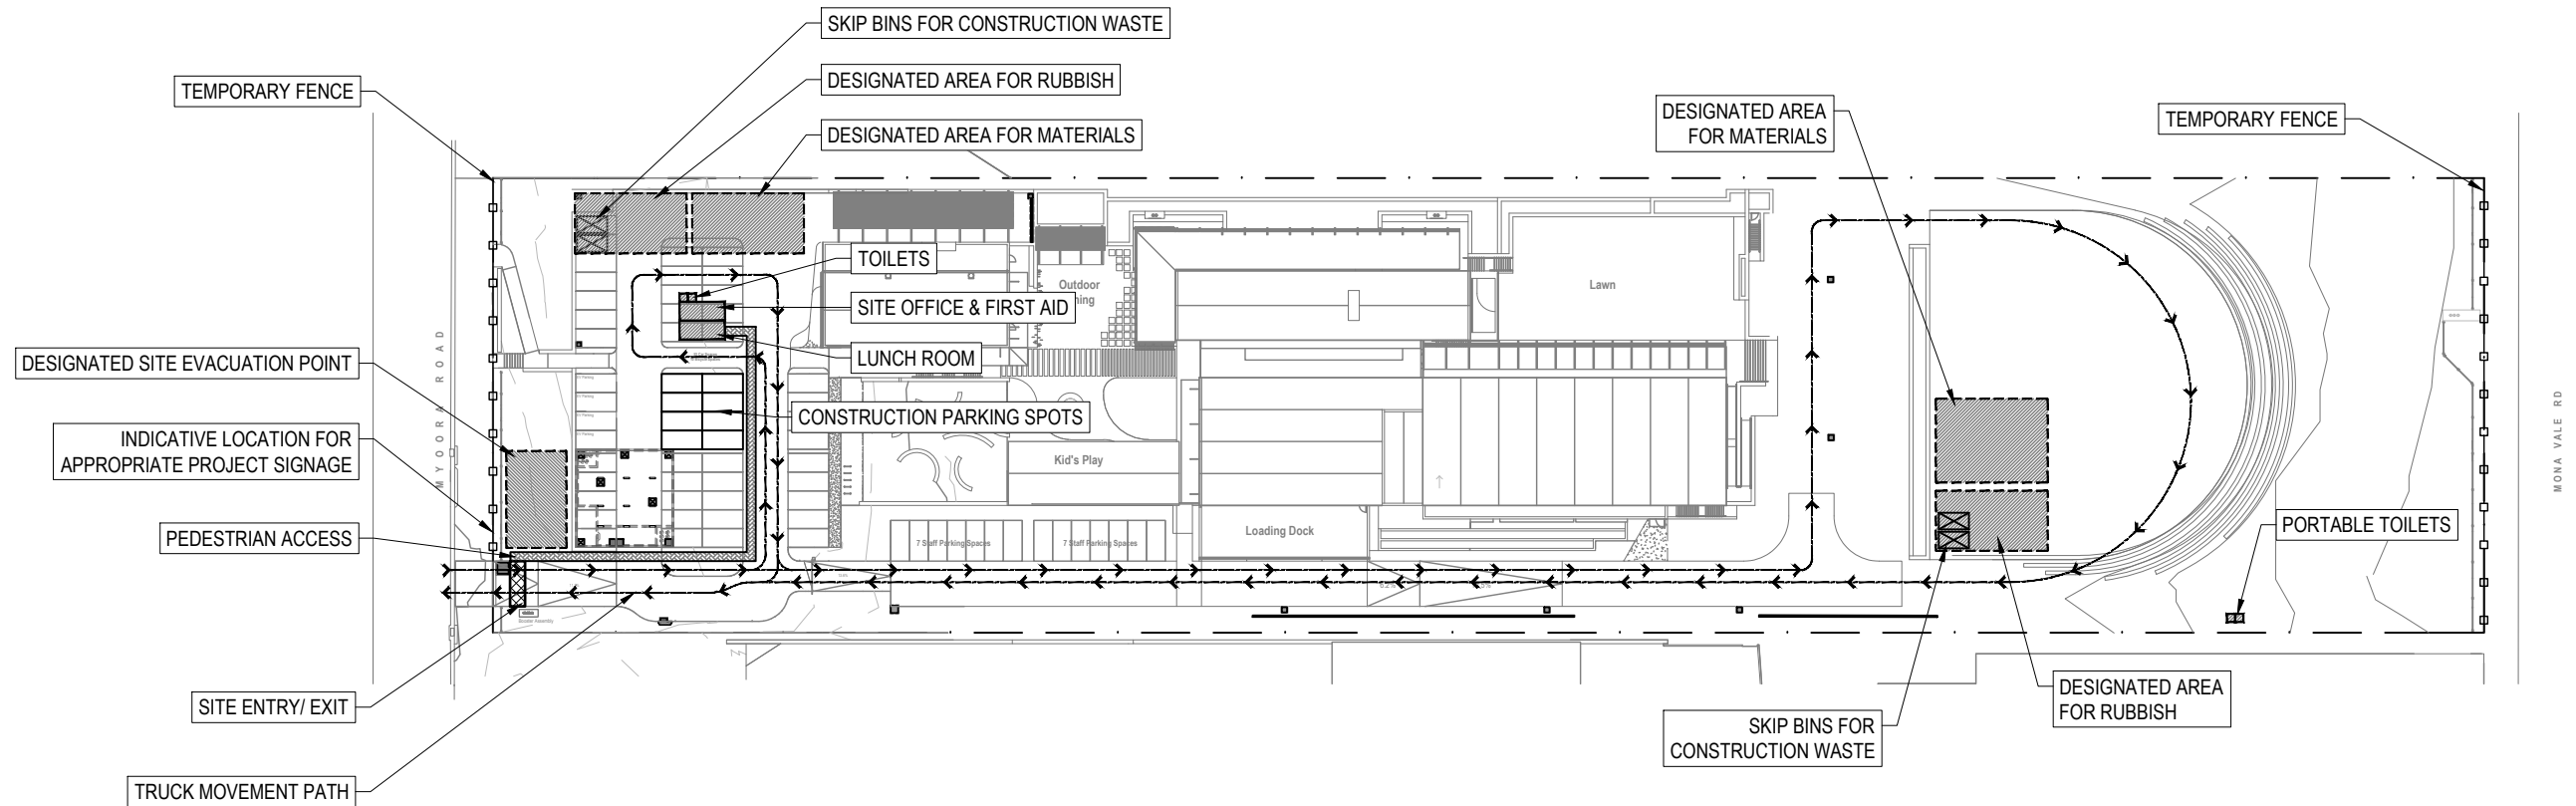 SKIP BINS FOR CONSTRUCTION WASTE
DESIGNATED AREA FOR RUBBISH
DESIGNATED AREA FOR MATERIALS
TEMPORARY FENCE
DESIGNATED AREA
FOR MATERIALS
TEMPORARY FENCE
TOILETS
SITE OFFICE & FIRST AID
LUNCH ROOM
CONSTRUCTION PARKING SPOTS
Outdoor
Lawn
Kid's Play
Loading Dock
7 Staff Parking Spaces
7 Staff Parking Spaces
MYOORA ROAD
MONA VALE RD
DESIGNATED SITE EVACUATION POINT
INDICATIVE LOCATION FOR
APPROPRIATE PROJECT SIGNAGE
PEDESTRIAN ACCESS
Booster Assembly
SITE ENTRY/ EXIT
TRUCK MOVEMENT PATH
PORTABLE TOILETS
DESIGNATED AREA
FOR RUBBISH
SKIP BINS FOR
CONSTRUCTION WASTE